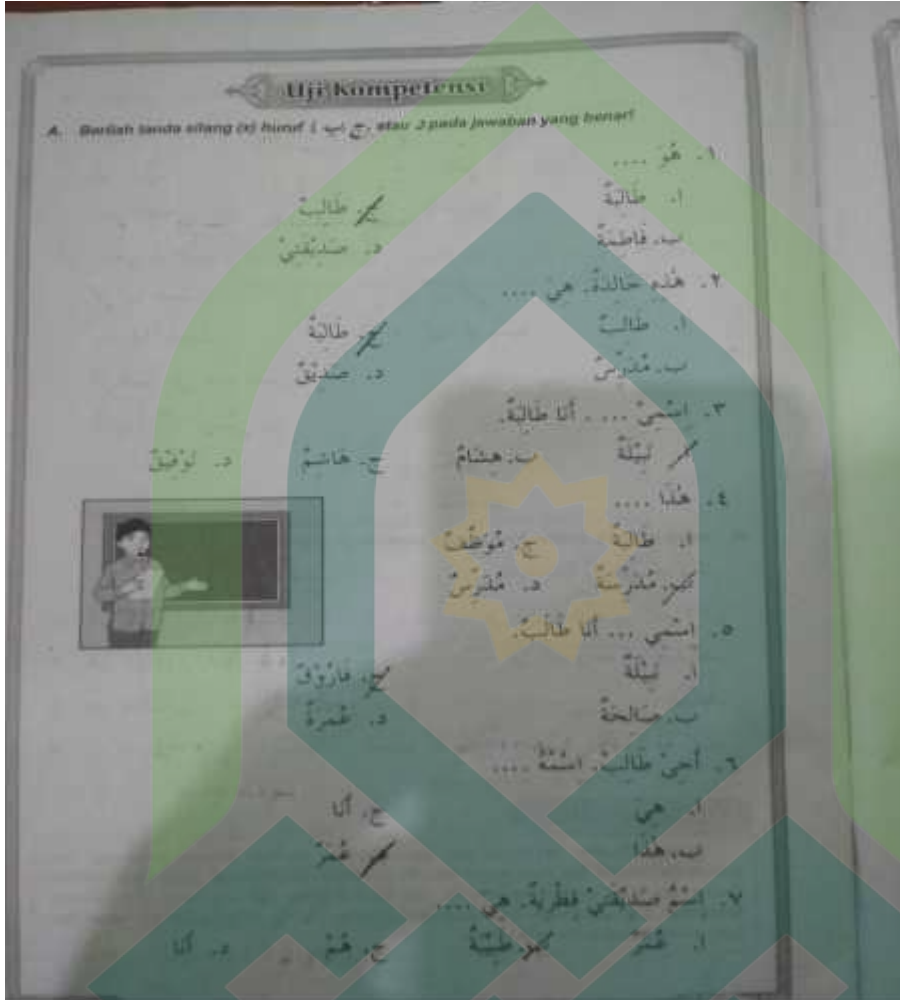 Uji Kompetensi
A. Berilah tanda silang (x) huruf ا, ب, ج, atau د pada jawaban yang benar!
١. هُوَ ....
ا. طَالِبَةٌ ج. طَالِبٌ
ب. فَاطِمَةٌ د. صَدِيْقَتِيْ
٢. هٰذِهِ خَالِدَةٌ. هِيَ ....
ا. طَالِبٌ ج. طَالِبَةٌ
ب. مُدَرِّسٌ د. صَدِيْقٌ
٣. اِسْمِيْ .... . أَنَا طَالِبَةٌ.
ا. لَيْلَةٌ ب. هِشَامٌ ج. هَاشِمٌ د. تَوْفِيْقٌ
٤. هٰذَا ....
ا. طَالِبَةٌ ج. مُوَظَّفٌ
ب. مُدَرِّسَةٌ د. مُدَرِّسٌ
٥. اِسْمِي ... أَنَا طَالِبٌ.
أ. لَيْلَةٌ ج. فَارُوْقٌ
ب. صَالِحَةٌ د. عُمْرَةٌ
٦. أَخِيْ طَالِبٌ. اِسْمُهُ ....
ا. هِيَ ج. أَنَا
ب. هٰذَا د. عُمَرُ
٧. اِسْمُ صَدِيْقَتِيْ فِطْرِيَةٌ. هِيَ ....
ا. عُمَرُ ب. طَبِيْبَةٌ ج. هُمْ د. أَنَا